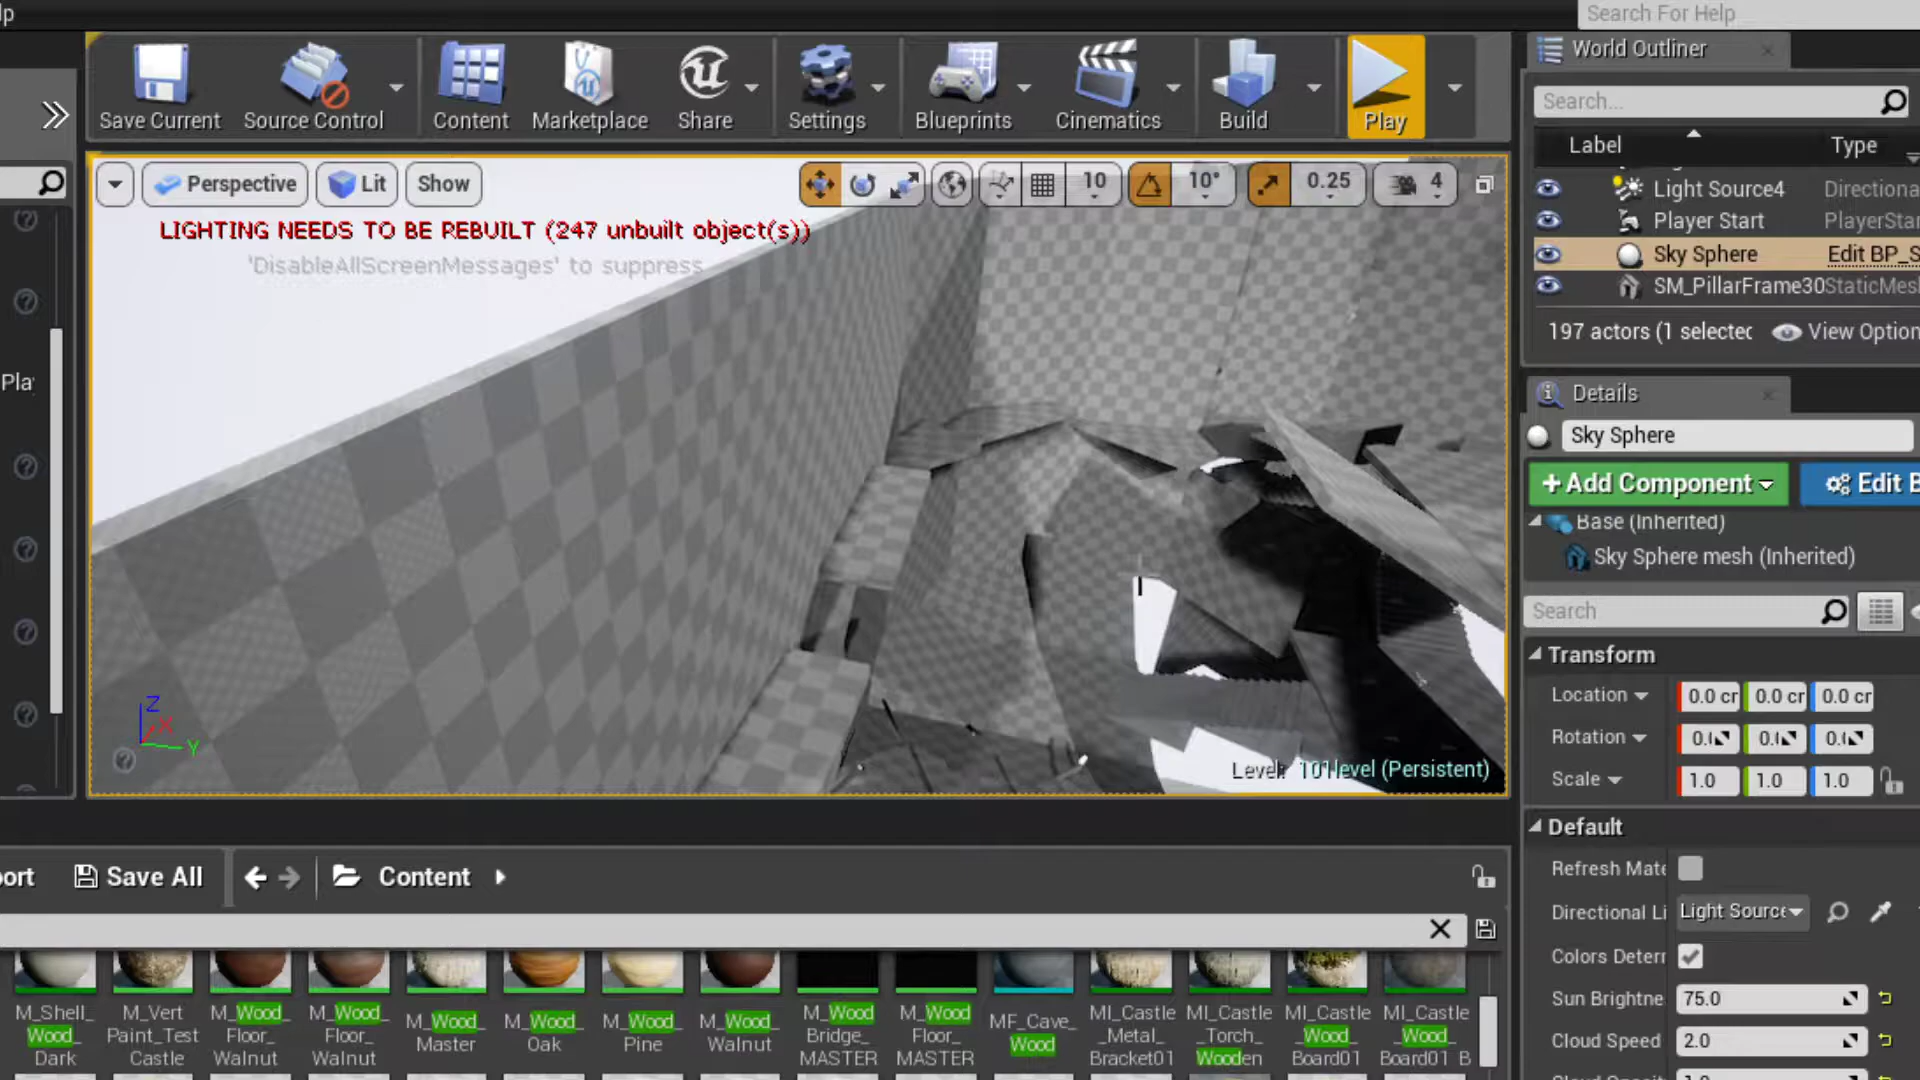 lp
Search For Help
Save Current
Source Control
Content
Marketplace
Share
Settings
Blueprints
Cinematics
Build
Play
World Outliner
Search...
Label
Type
Perspective
Lit
Show
10
10°
0.25
4
Light Source4
Directiona
Player Start
PlayerStar
Sky Sphere
Edit BP_S
SM_PillarFrame30
StaticMesh
197 actors (1 selectec
View Option
LIGHTING NEEDS TO BE REBUILT (247 unbuilt object(s))
'DisableAllScreenMessages' to suppress
Details
Sky Sphere
+Add Component
Edit B
Base (Inherited)
Sky Sphere mesh (Inherited)
Search
Pla
Transform
Location
0.0 cr
0.0 cr
0.0 cr
Rotation
0.(
0.(
0.(
Scale
1.0
1.0
1.0
Z
X
Y
Level: 101level (Persistent)
Default
Refresh Mate
Directional Li
Light Source
Colors Deterr
Sun Brightne
75.0
Cloud Speed
2.0
port
Save All
Content
M_Shell_
Wood_
Dark
M_Vert
Paint_Test
Castle
M_Wood_
Floor_
Walnut
M_Wood_
Floor_
Walnut
M_Wood_
Master
M_Wood_
Oak
M_Wood_
Pine
M_Wood_
Walnut
M_Wood
Bridge_
MASTER
M_Wood
Floor_
MASTER
MF_Cave_
Wood
MI_Castle
_Metal_
Bracket01
MI_Castle
_Torch_
Wooden
MI_Castle
_Wood_
Board01
MI_Castle
_Wood_
Board01_B